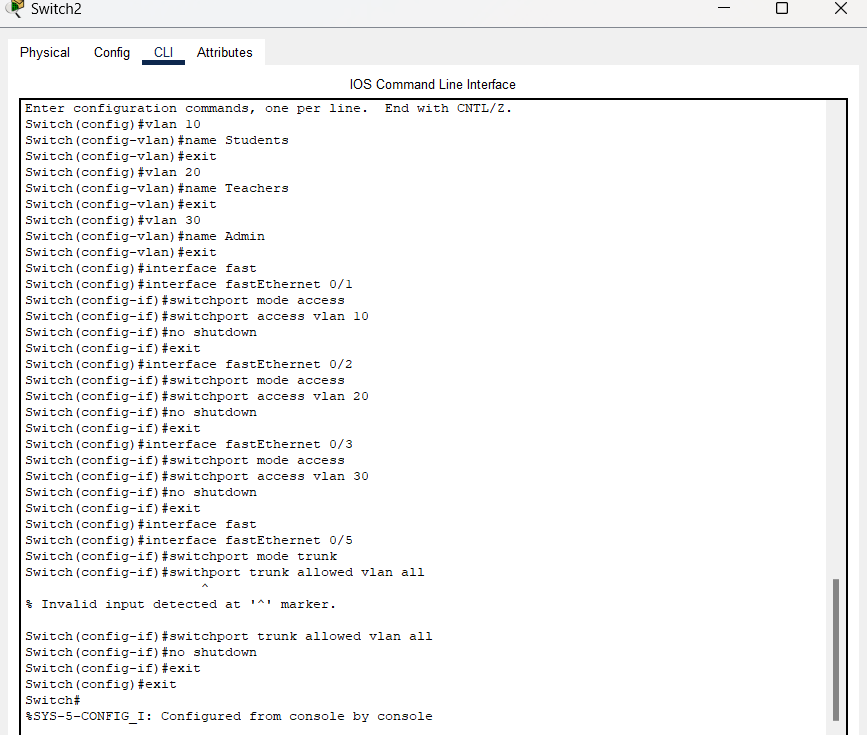 Switch2
Physical Config CLI Attributes
IOS Command Line Interface
Enter configuration commands, one per line.  End with CNTL/Z.
Switch(config)#vlan 10
Switch(config-vlan)#name Students
Switch(config-vlan)#exit
Switch(config)#vlan 20
Switch(config-vlan)#name Teachers
Switch(config-vlan)#exit
Switch(config)#vlan 30
Switch(config-vlan)#name Admin
Switch(config-vlan)#exit
Switch(config)#interface fast
Switch(config)#interface fastEthernet 0/1
Switch(config-if)#switchport mode access
Switch(config-if)#switchport access vlan 10
Switch(config-if)#no shutdown
Switch(config-if)#exit
Switch(config)#interface fastEthernet 0/2
Switch(config-if)#switchport mode access
Switch(config-if)#switchport access vlan 20
Switch(config-if)#no shutdown
Switch(config-if)#exit
Switch(config)#interface fastEthernet 0/3
Switch(config-if)#switchport mode access
Switch(config-if)#switchport access vlan 30
Switch(config-if)#no shutdown
Switch(config-if)#exit
Switch(config)#interface fast
Switch(config)#interface fastEthernet 0/5
Switch(config-if)#switchport mode trunk
Switch(config-if)#swithport trunk allowed vlan all
^
% Invalid input detected at '^' marker.
Switch(config-if)#switchport trunk allowed vlan all
Switch(config-if)#no shutdown
Switch(config-if)#exit
Switch(config)#exit
Switch#
%SYS-5-CONFIG_I: Configured from console by console